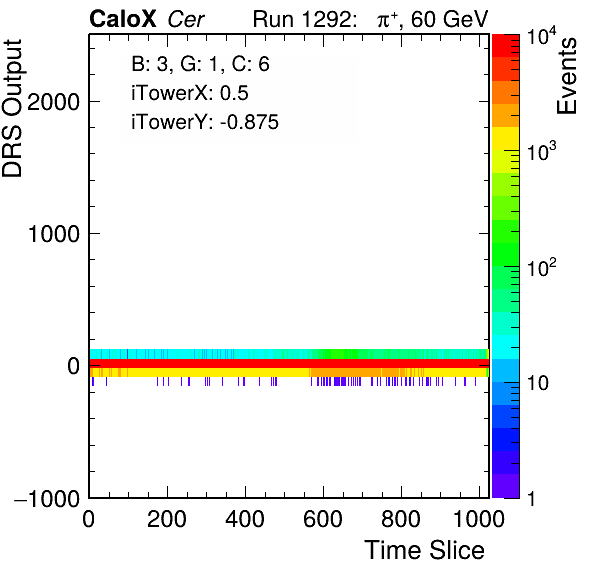 CaloX Cer Run 1292: π⁺, 60 GeV
B: 3, G: 1, C: 6
iTowerX: 0.5
iTowerY: -0.875
DRS Output
2000
1000
0
−1000
0 200 400 600 800 1000
Time Slice
Events
10⁴
10³
10²
10
1